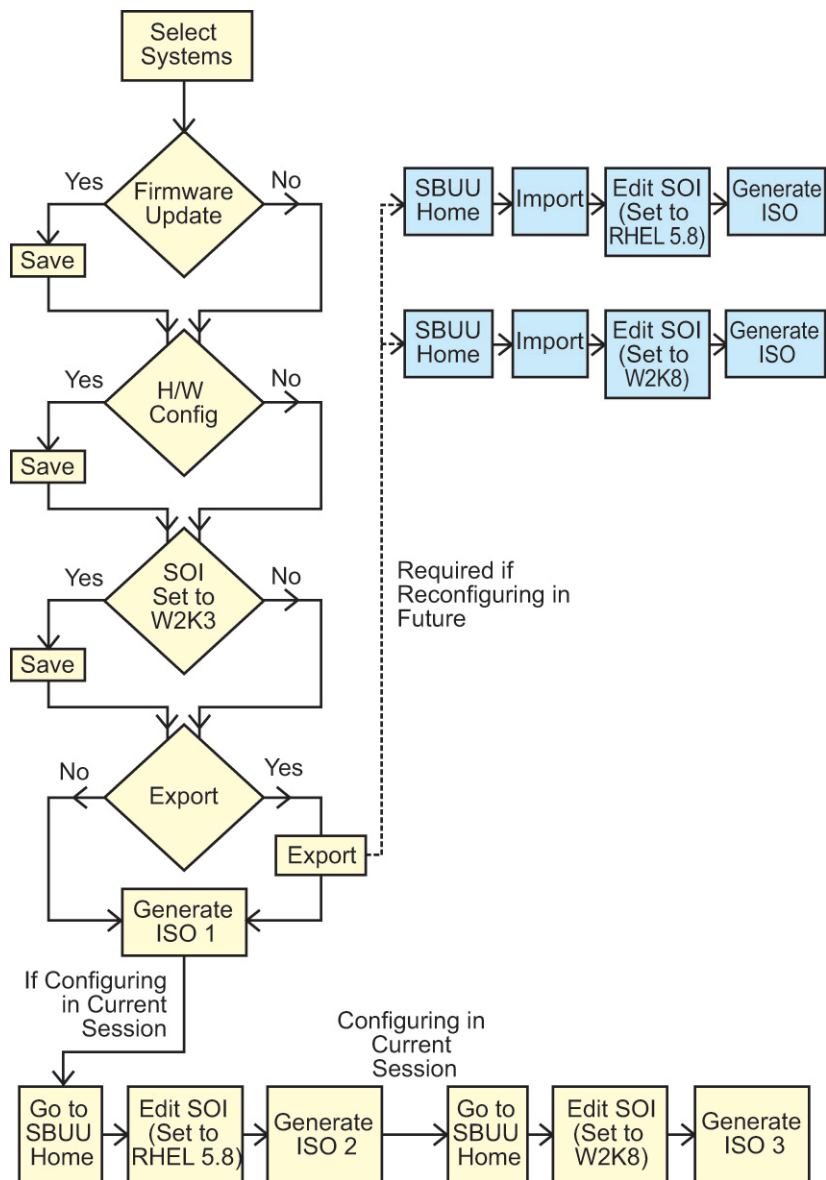 Select
Systems
Yes
Firmware
Update
No
Save
SBUU
Home
Import
Edit SOI
(Set to
RHEL 5.8)
Generate
ISO
Yes
H/W
Config
No
Save
SBUU
Home
Import
Edit SOI
(Set to
W2K8)
Generate
ISO
Yes
SOI
Set to
W2K3
No
Save
Required if
Reconfiguring in
Future
No
Export
Yes
Export
Generate
ISO 1
If Configuring
in Current
Session
Configuring in
Current
Session
Go to
SBUU
Home
Edit SOI
(Set to
RHEL 5.8)
Generate
ISO 2
Go to
SBUU
Home
Edit SOI
(Set to
W2K8)
Generate
ISO 3